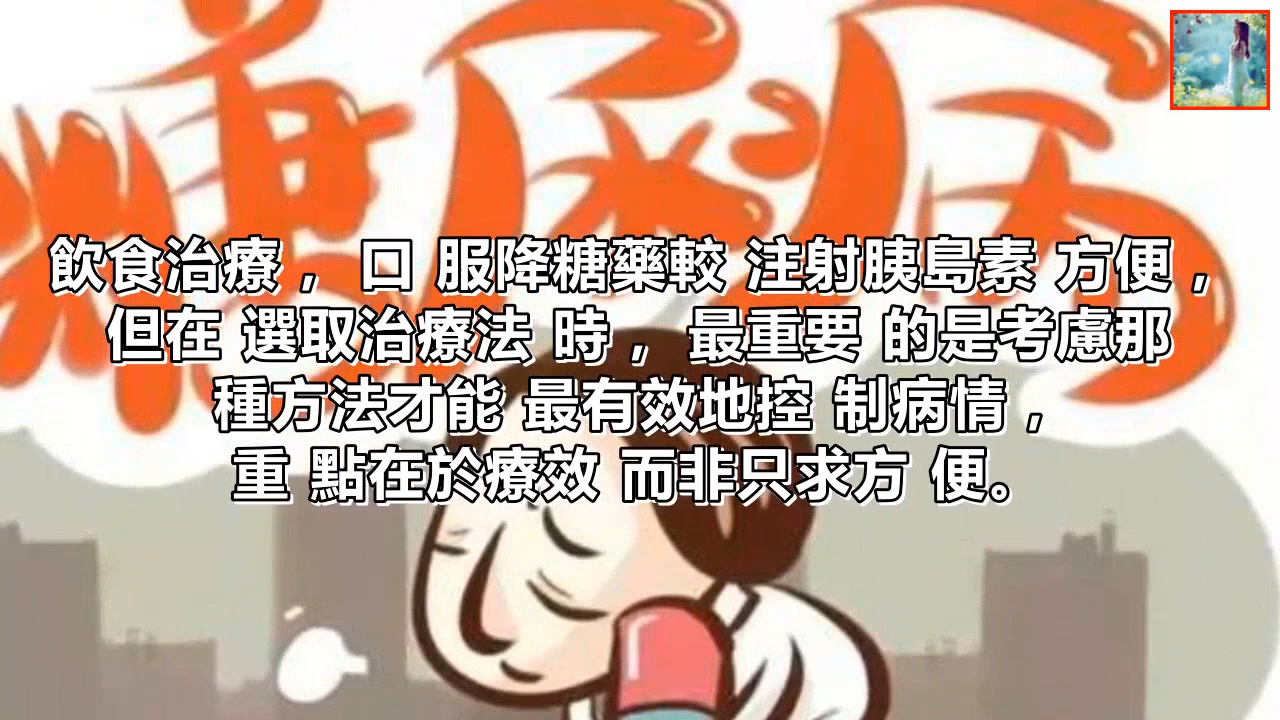 糖尿病
飲食治療， 口 服降糖藥較 注射胰島素 方便，
但在 選取治療法 時， 最重要 的是考慮那
種方法才能 最有效地控 制病情，
重 點在於療效 而非只求方 便。